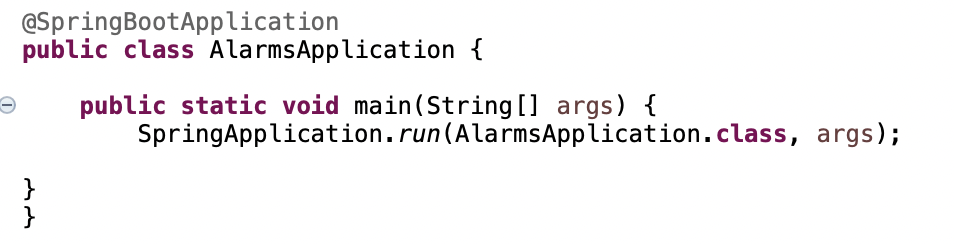 @SpringBootApplication
public class AlarmsApplication {
public static void main(String[] args) {
SpringApplication.run(AlarmsApplication.class, args);
}
}